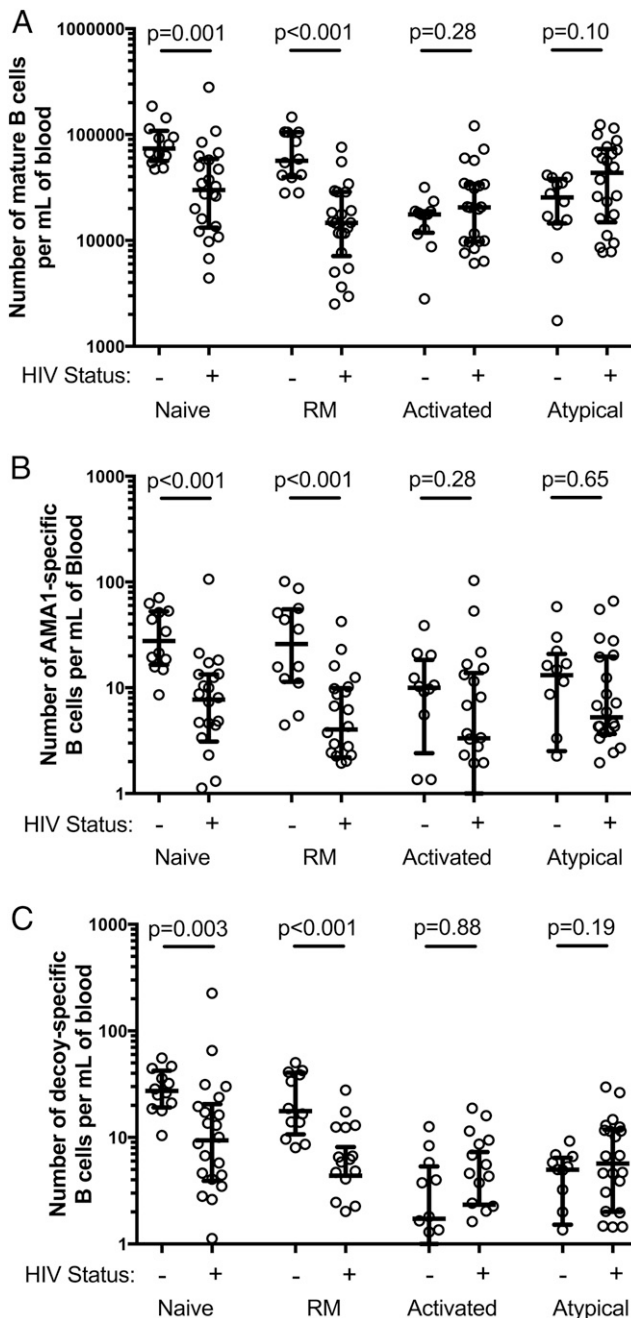 A
p=0.001 p<0.001 p=0.28 p=0.10
Number of mature B cells
per mL of blood
1000000
100000
10000
1000
HIV Status: - + - + - + - +
Naive RM Activated Atypical
B
p<0.001 p<0.001 p=0.28 p=0.65
Number of AMA1-specific
B cells per mL of Blood
1000
100
10
1
HIV Status: - + - + - + - +
Naive RM Activated Atypical
C
p=0.003 p<0.001 p=0.88 p=0.19
Number of decoy-specific
B cells per mL of blood
1000
100
10
1
HIV Status: - + - + - + - +
Naive RM Activated Atypical